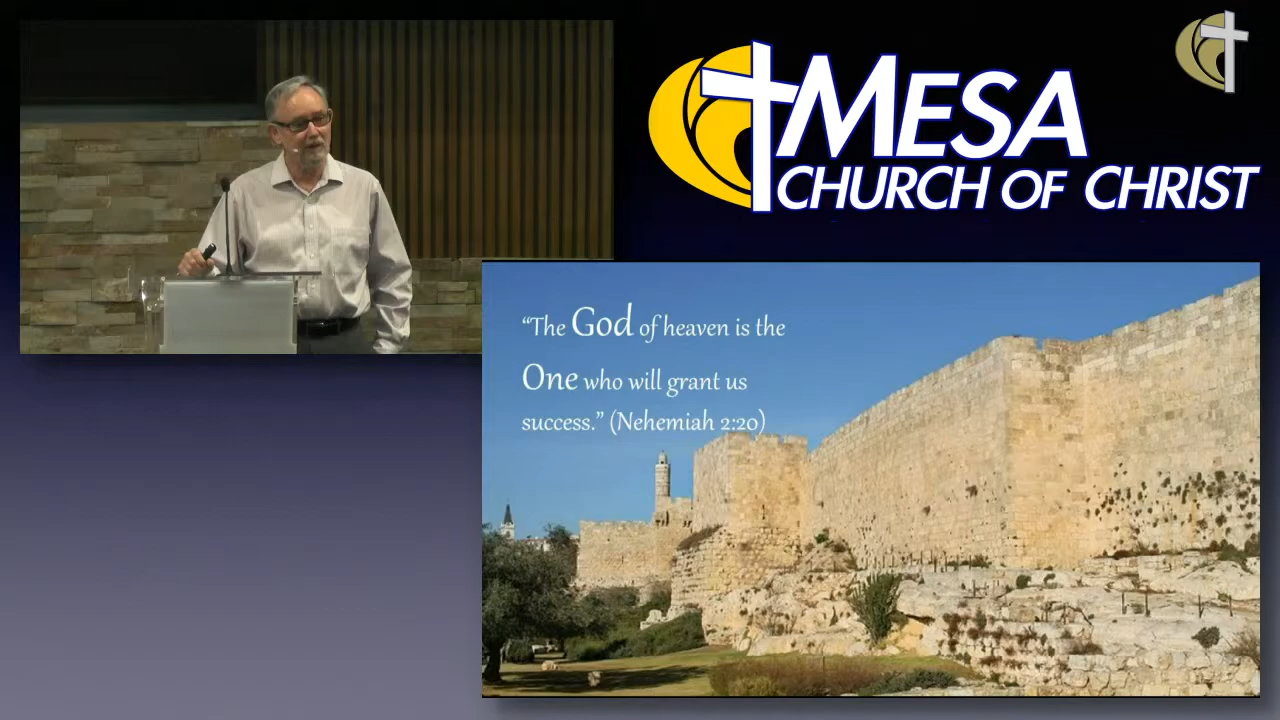 MESA
CHURCH OF CHRIST
“The God of heaven is the
One who will grant us
success.” (Nehemiah 2:20)